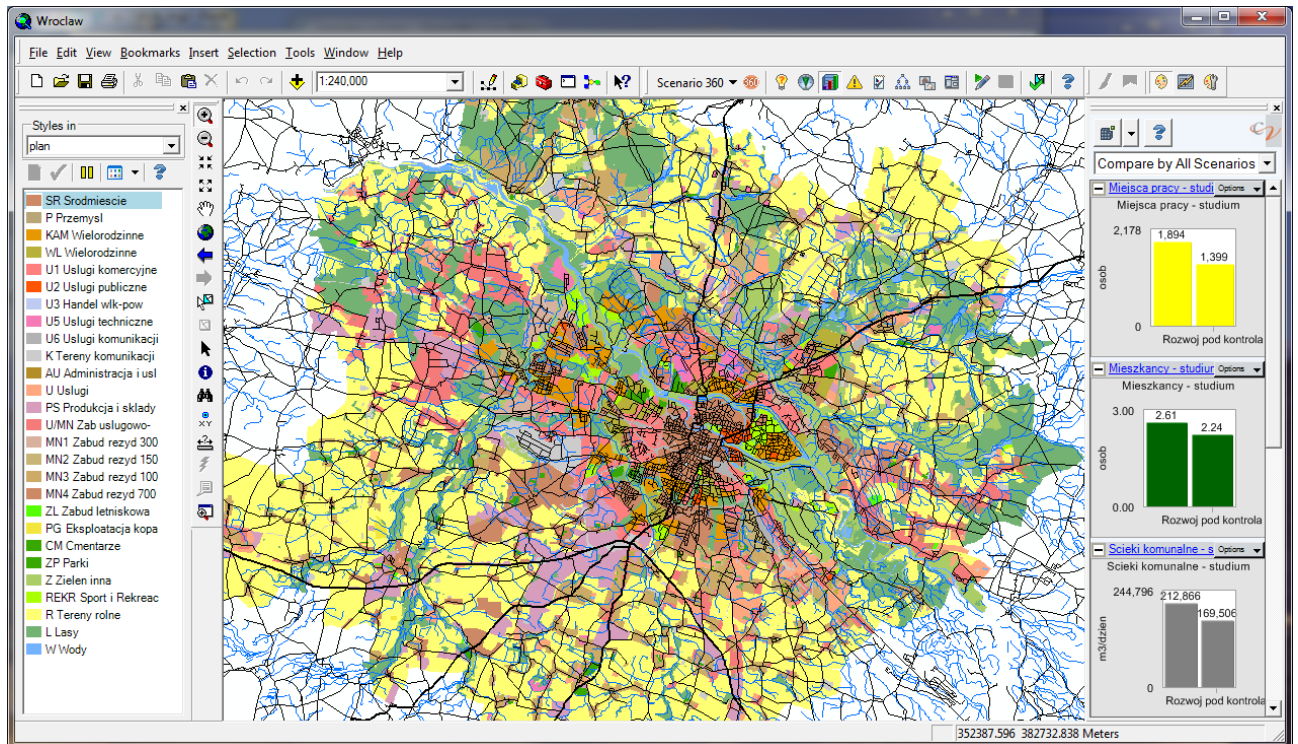 Wroclaw
File Edit View Bookmarks Insert Selection Tools Window Help
1:240,000
Scenario 360
Styles in
plan
SR Srodmiescie
P Przemysl
KAM Wielorodzinne
WL Wielorodzinne
U1 Uslugi komercyjne
U2 Uslugi publiczne
U3 Handel wlk-pow
U5 Uslugi techniczne
U6 Uslugi komunikacji
K Tereny komunikacji
AU Administracja i usl
U Uslugi
PS Produkcja i sklady
U/MN Zab uslugowo-
MN1 Zabud rezyd 300
MN2 Zabud rezyd 150
MN3 Zabud rezyd 100
MN4 Zabud rezyd 700
ZL Zabud letniskowa
PG Eksploatacja kopa
CM Cmentarze
ZP Parki
Z Zielen inna
REKR Sport i Rekreac
R Tereny rolne
L Lasy
W Wody
XY
Compare by All Scenarios
Miejsca pracy - studi Options
Miejsca pracy - studium
2,178
1,894
1,399
osob
0
Rozwoj pod kontrola
Mieszkancy - studiur Options
Mieszkancy - studium
3.00
2.61
2.24
osob
0.00
Rozwoj pod kontrola
Scieki komunalne - s Options
Scieki komunalne - studium
244,796
212,866
169,506
m3/dzien
0
Rozwoj pod kontrola
352387.596 382732.838 Meters